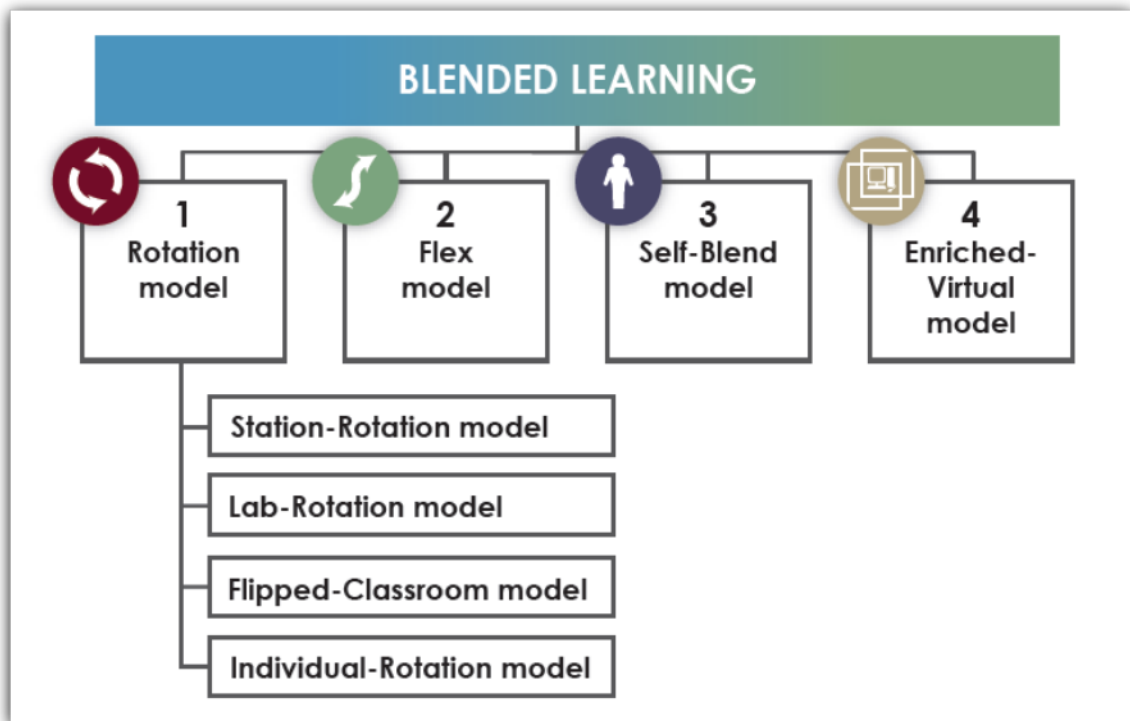 BLENDED LEARNING
1
Rotation
model
2
Flex
model
3
Self-Blend
model
4
Enriched-
Virtual
model
Station-Rotation model
Lab-Rotation model
Flipped-Classroom model
Individual-Rotation model